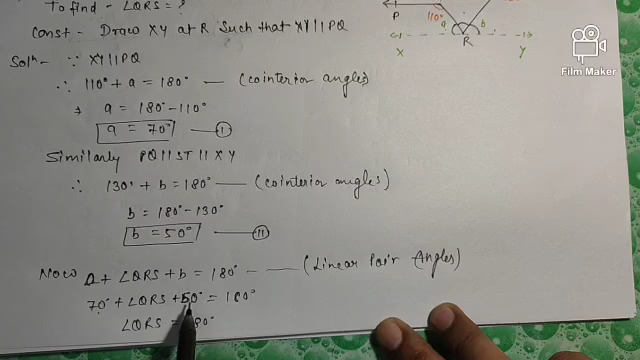 To find - ∠QRS = ?
Const - Draw XY at R Such that XY || PQ
P
110°
a
b
R
X
Y
Film Maker
Solⁿ - ∵ XY || PQ
∴ 110° + a = 180° — (cointerior angles)
→ a = 180° - 110°
a = 70° — (I)
Similarly PQ || ST || XY
∴ 130° + b = 180° — (cointerior angles)
b = 180° - 130°
b = 50° — (II)
Now a + ∠QRS + b = 180° — (Linear Pair Angles)
70° + ∠QRS + 50° = 180°
∠QRS = 80°